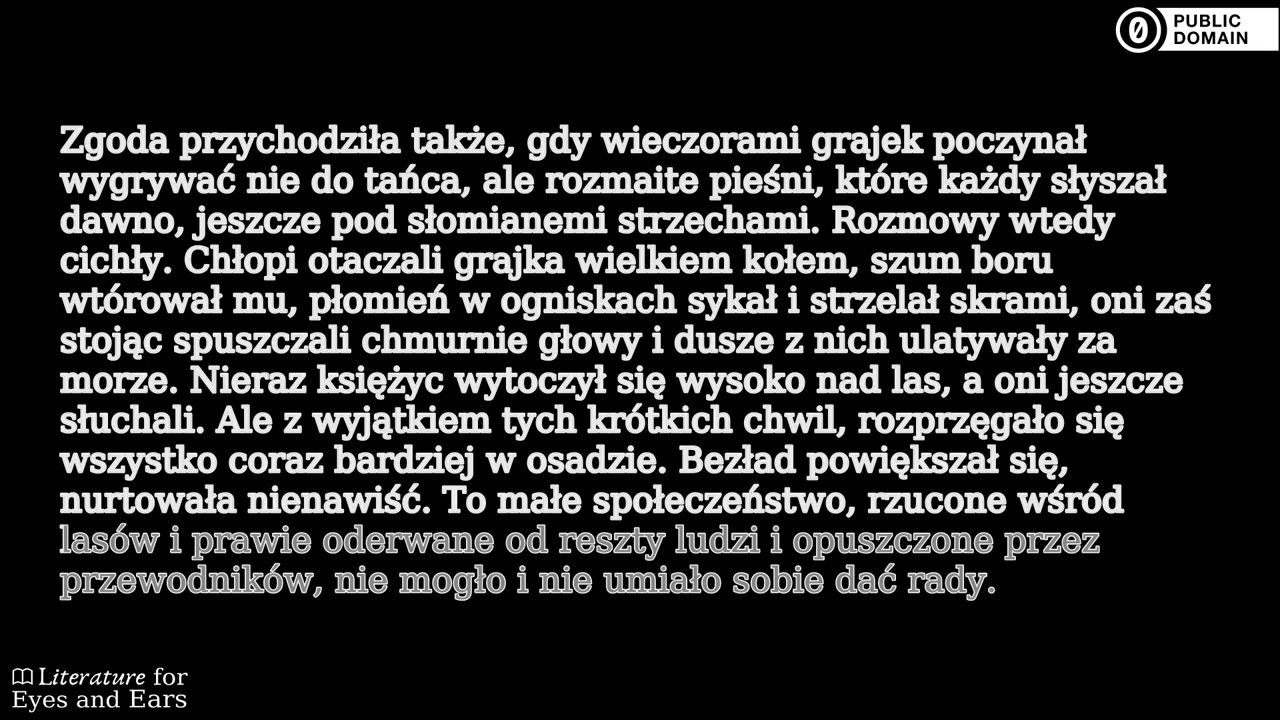 PUBLIC
DOMAIN
Zgoda przychodziła także, gdy wieczorami grajek poczynał
wygrywać nie do tańca, ale rozmaite pieśni, które każdy słyszał
dawno, jeszcze pod słomianemi strzechami. Rozmowy wtedy
cichły. Chłopi otaczali grajka wielkiem kołem, szum boru
wtórował mu, płomień w ogniskach sykał i strzelał skrami, oni zaś
stojąc spuszczali chmurnie głowy i dusze z nich ulatywały za
morze. Nieraz księżyc wytoczył się wysoko nad las, a oni jeszcze
słuchali. Ale z wyjątkiem tych krótkich chwil, rozprzęgało się
wszystko coraz bardziej w osadzie. Bezład powiększał się,
nurtowała nienawiść. To małe społeczeństwo, rzucone wśród
lasów i prawie oderwane od reszty ludzi i opuszczone przez
przewodników, nie mogło i nie umiało sobie dać rady.
Literature for
Eyes and Ears